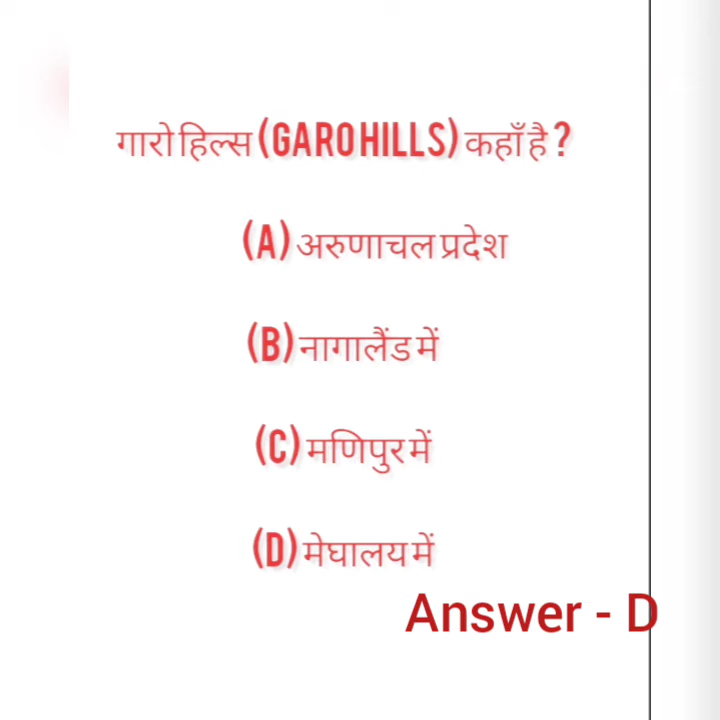 गारो हिल्स (GARO HILLS) कहाँ है ?
(A) अरुणाचल प्रदेश
(B) नागालैंड में
(C) मणिपुर में
(D) मेघालय में
Answer - D